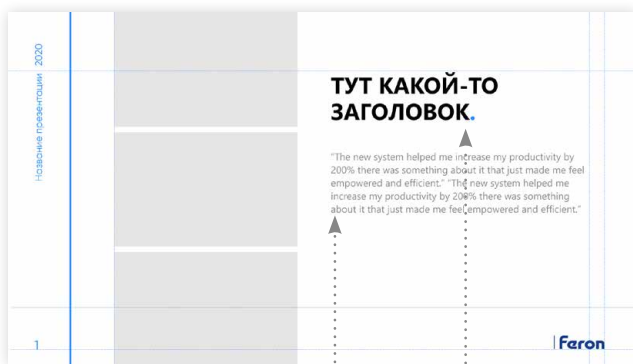 Название презентации 2020
ТУТ КАКОЙ-ТО
ЗАГОЛОВОК.
"The new system helped me increase my productivity by
200% there was something about it that just made me feel
empowered and efficient." "The new system helped me
increase my productivity by 200% there was something
about it that just made me feel empowered and efficient."
1
Feron